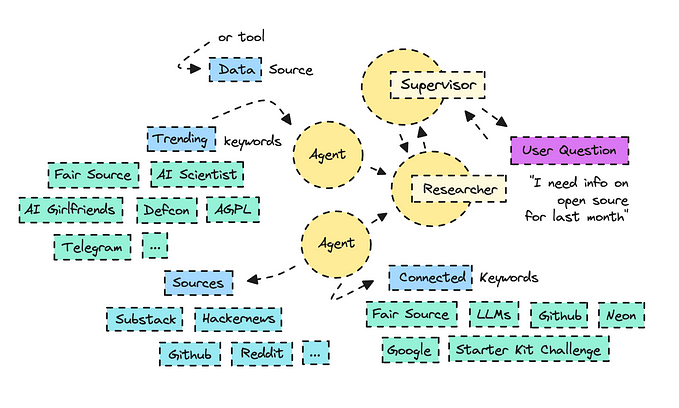 or tool
Data Source
Supervisor
Trending keywords
Agent
User Question
Fair Source AI Scientist
Researcher
"I need info on
open soure
for last month"
AI Girlfriends Defcon AGPL
Telegram ...
Agent
Sources
Connected Keywords
Substack Hackernews
Fair Source LLMs Github Neon
Github Reddit ...
Google Starter Kit Challenge